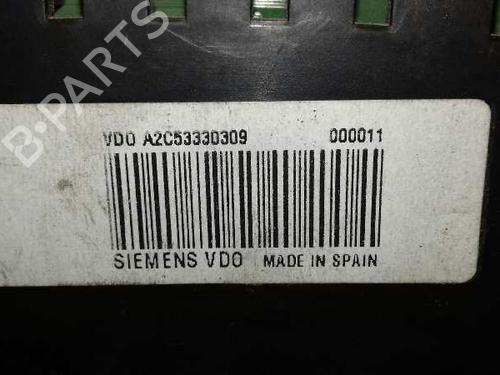 VDO A2C53330309 000011
SIEMENS VDO MADE IN SPAIN
B-PARTS